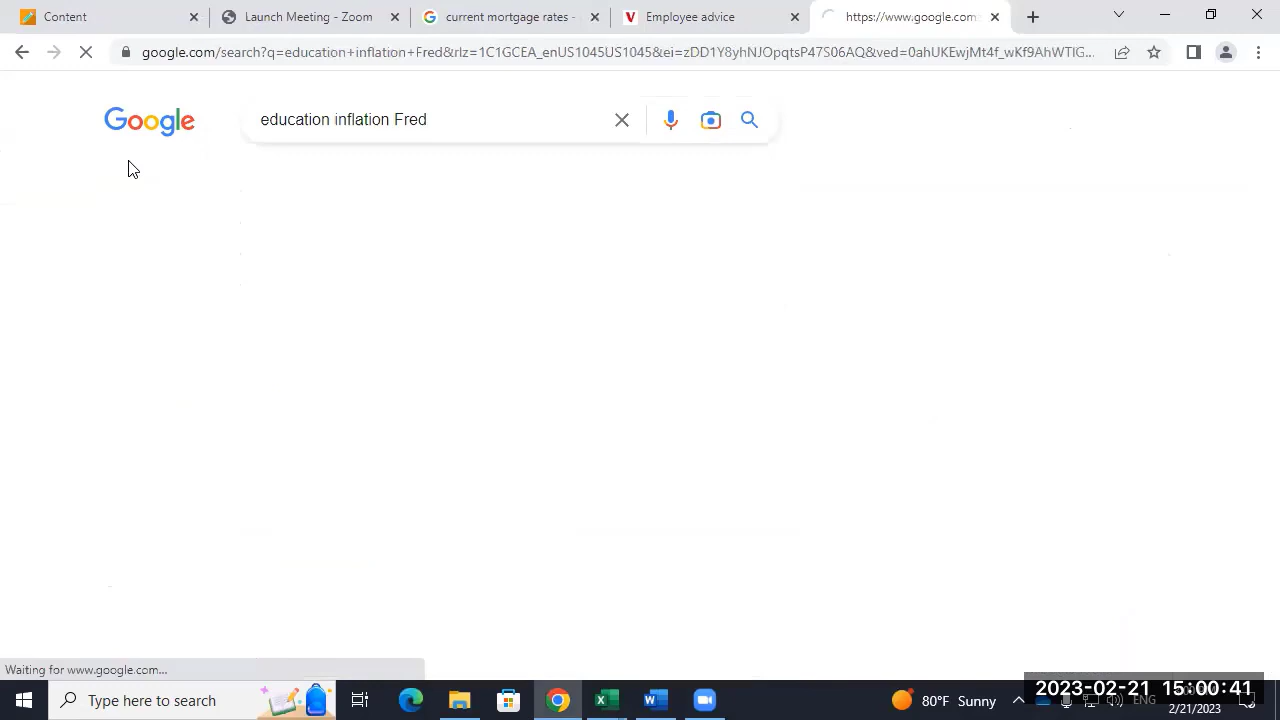 Content
Launch Meeting - Zoom
current mortgage rates -
Employee advice
https://www.google.com
google.com/search?q=education+inflation+Fred&rlz=1C1GCEA_enUS1045US1045&ei=zDD1Y8yhNJOpqtsP47S06AQ&ved=0ahUKEwjMt4f_wKf9AhWTlG...
Google
education inflation Fred
Waiting for www.google.com...
Type here to search
80°F Sunny
ENG
2023-02-21 15:00:41
2/21/2023